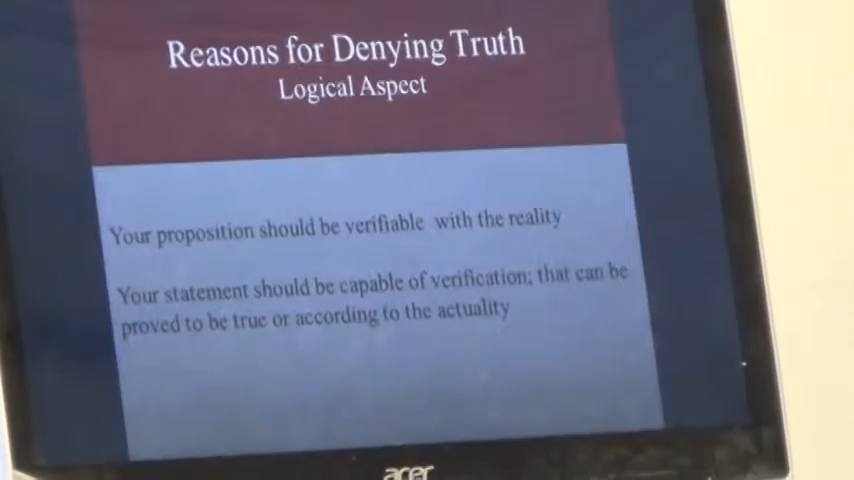 Reasons for Denying Truth
Logical Aspect
Your proposition should be verifiable with the reality
Your statement should be capable of verification; that can be
proved to be true or according to the actuality
acer